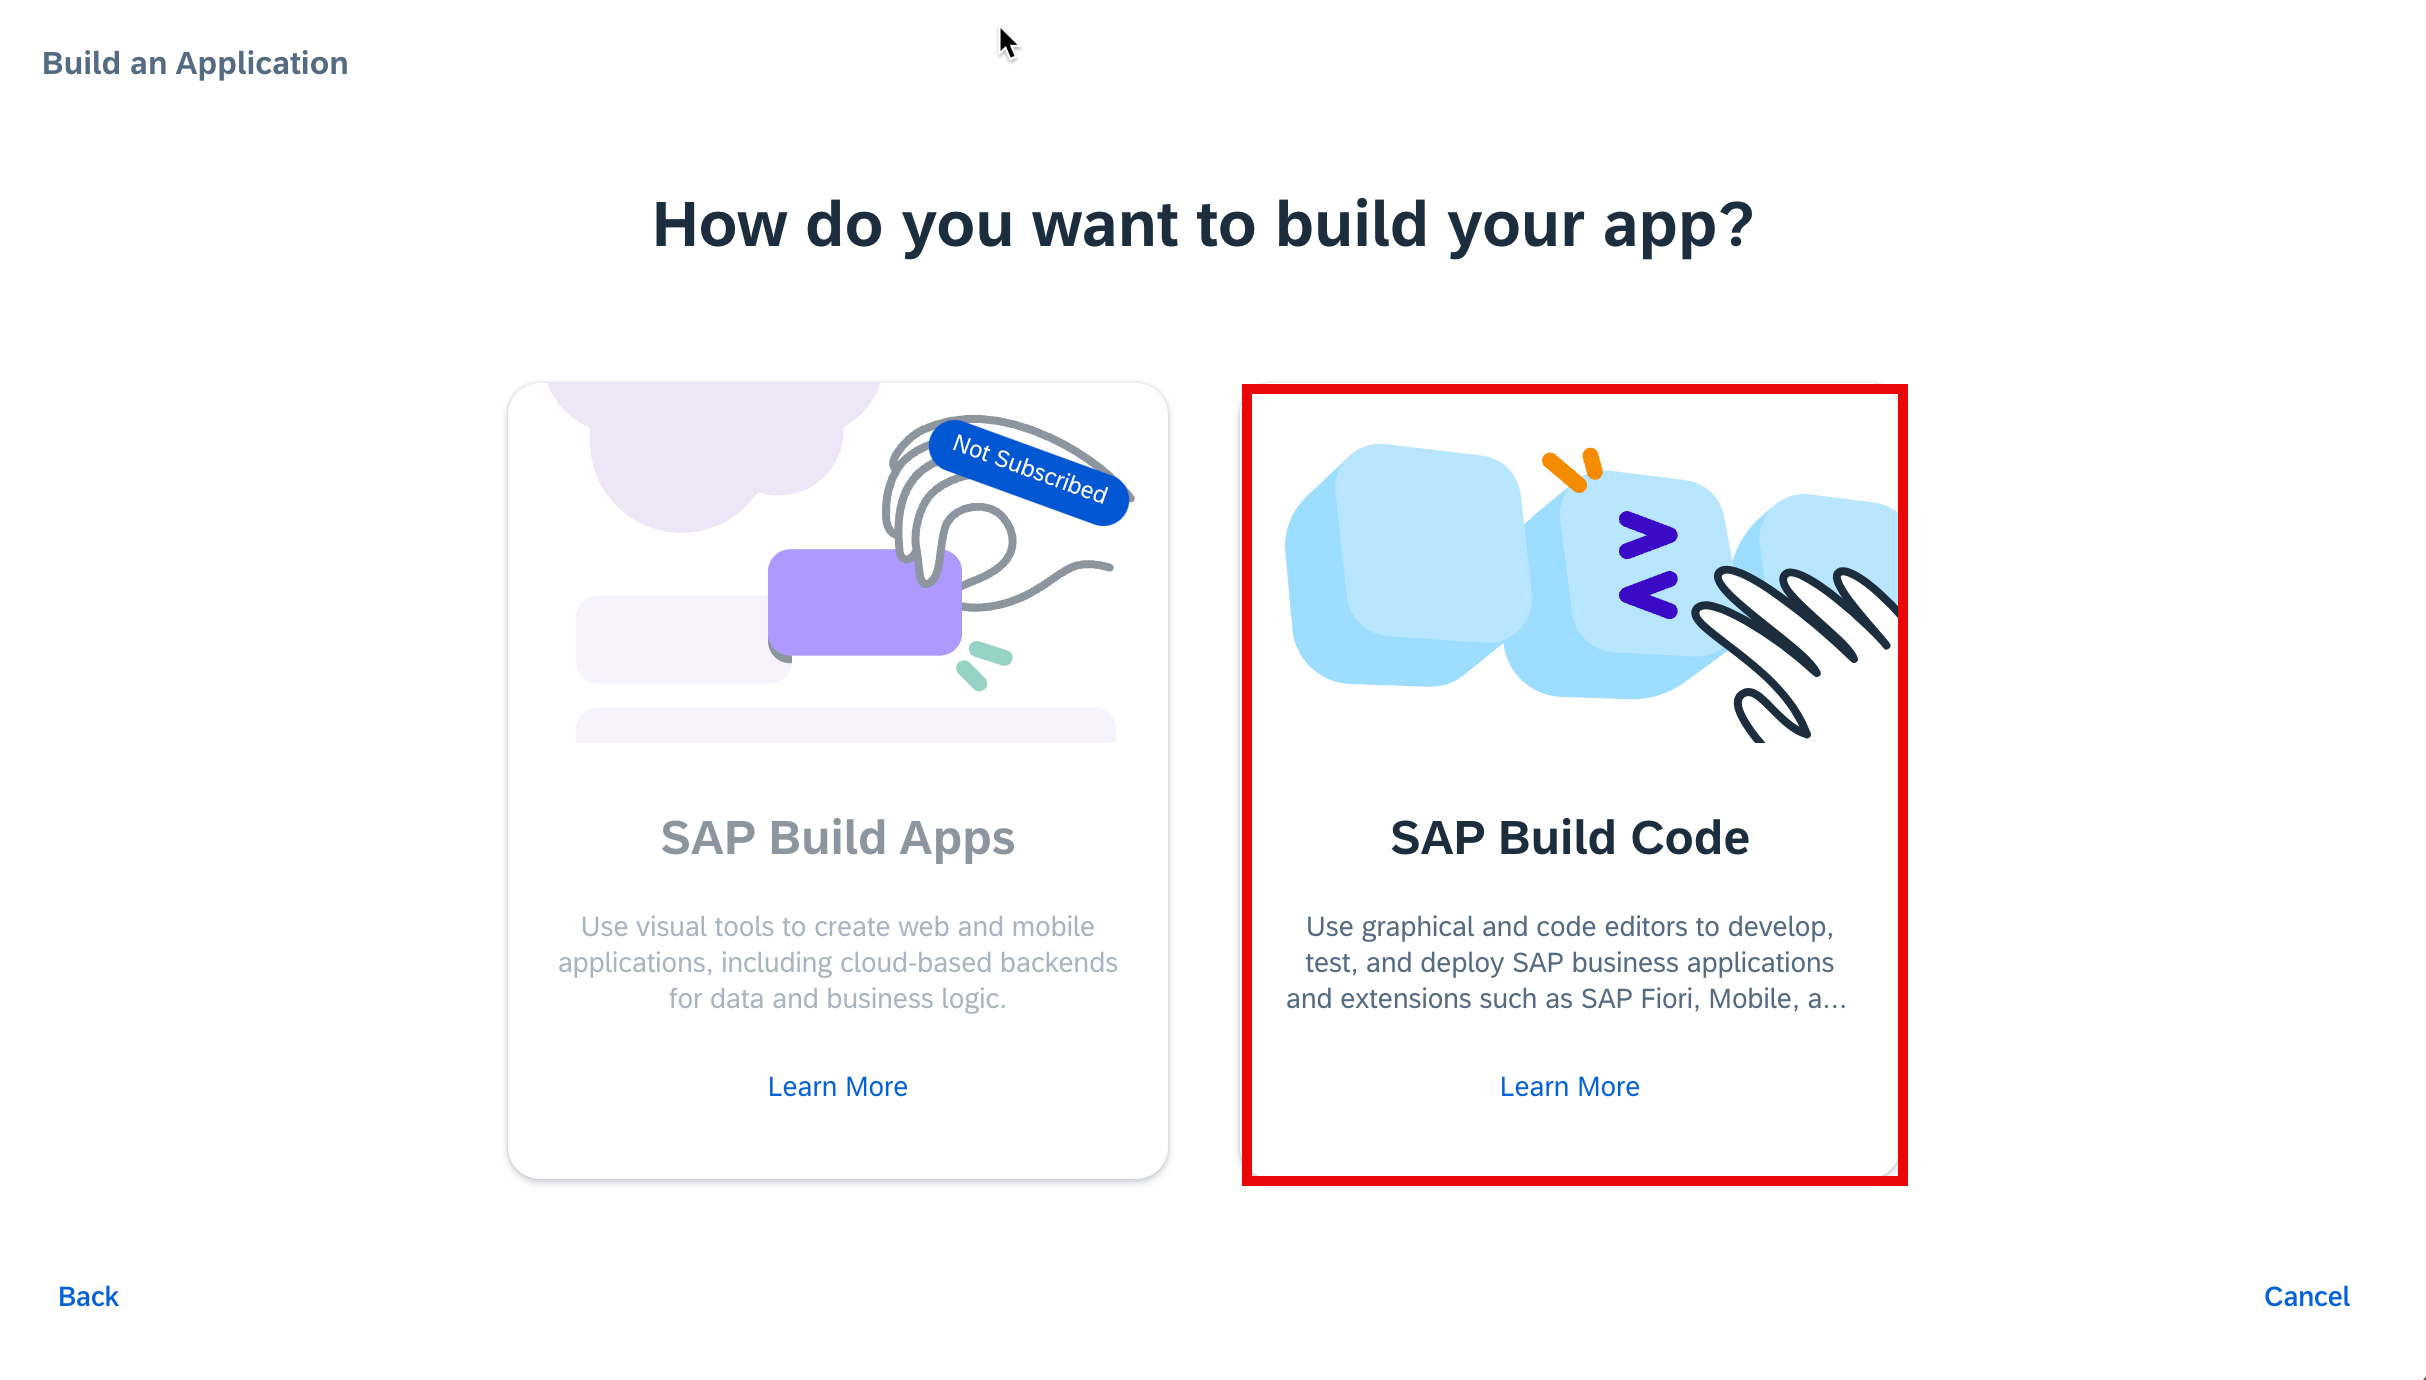 Build an Application
How do you want to build your app?
Not Subscribed
SAP Build Apps
Use visual tools to create web and mobile
applications, including cloud-based backends
for data and business logic.
Learn More
SAP Build Code
Use graphical and code editors to develop,
test, and deploy SAP business applications
and extensions such as SAP Fiori, Mobile, a...
Learn More
Back
Cancel